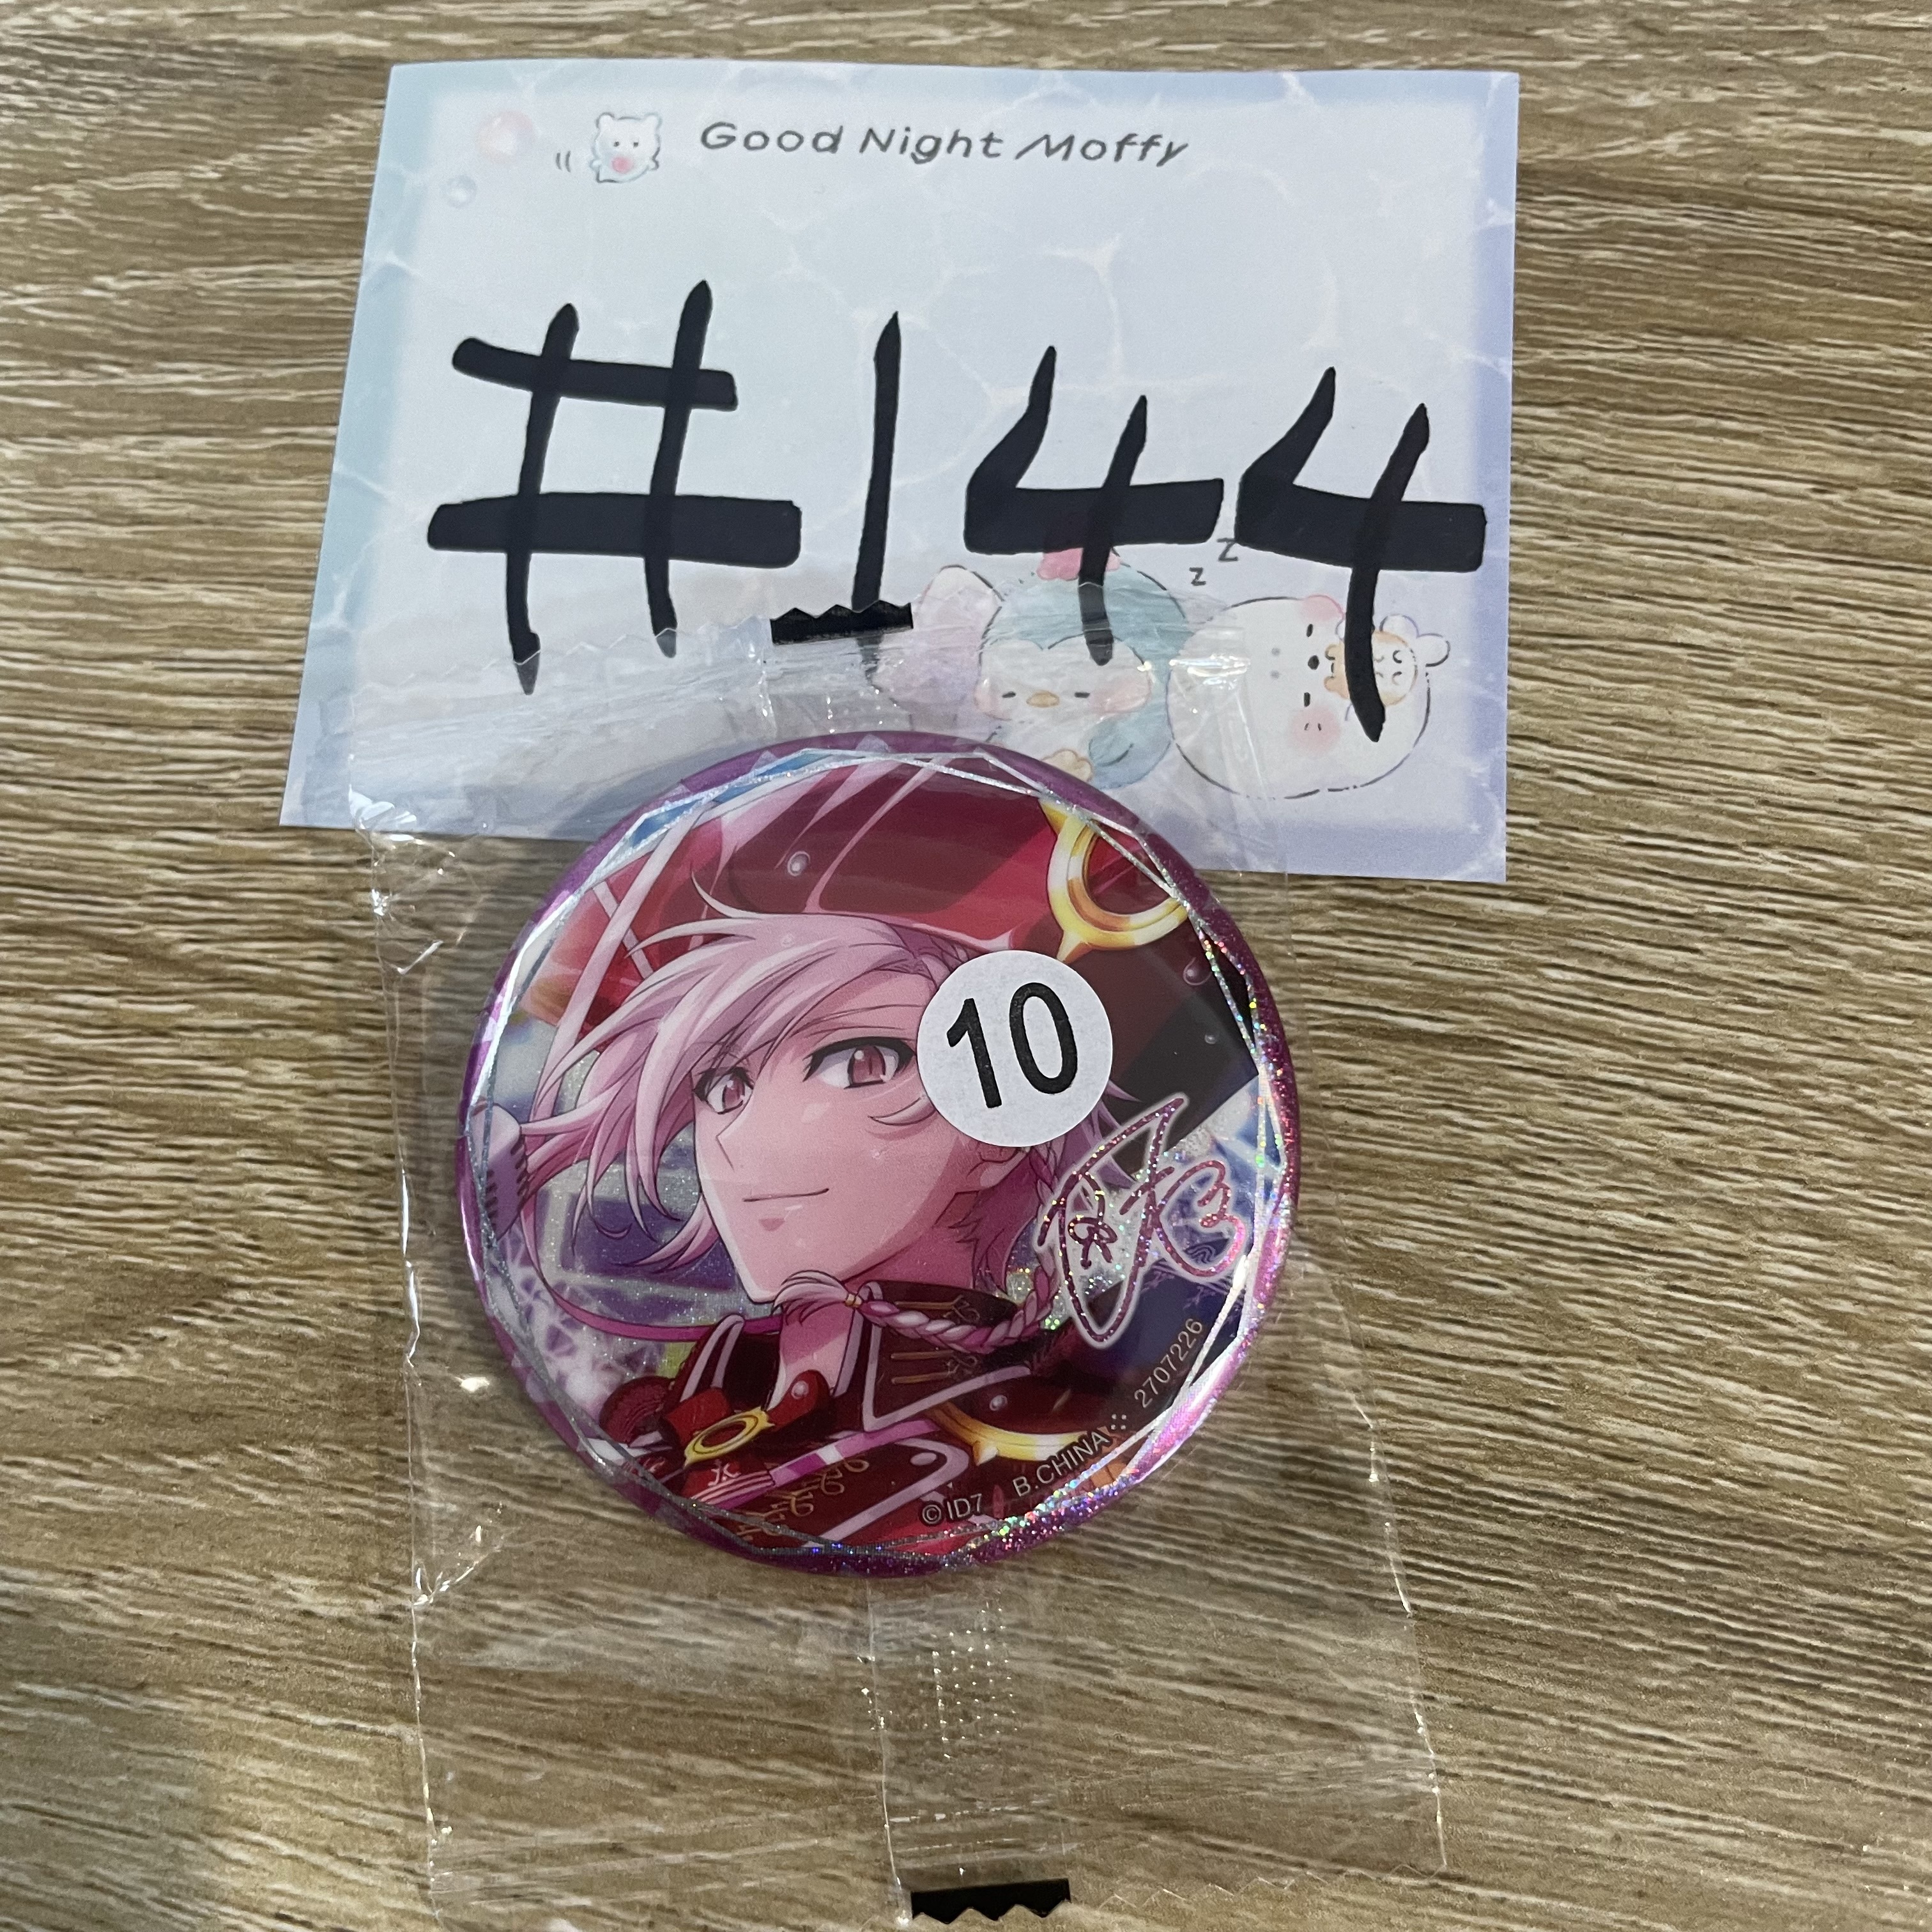 Good Night Moffy
#144
z z
10
©ID7 B.CHINA 2707226